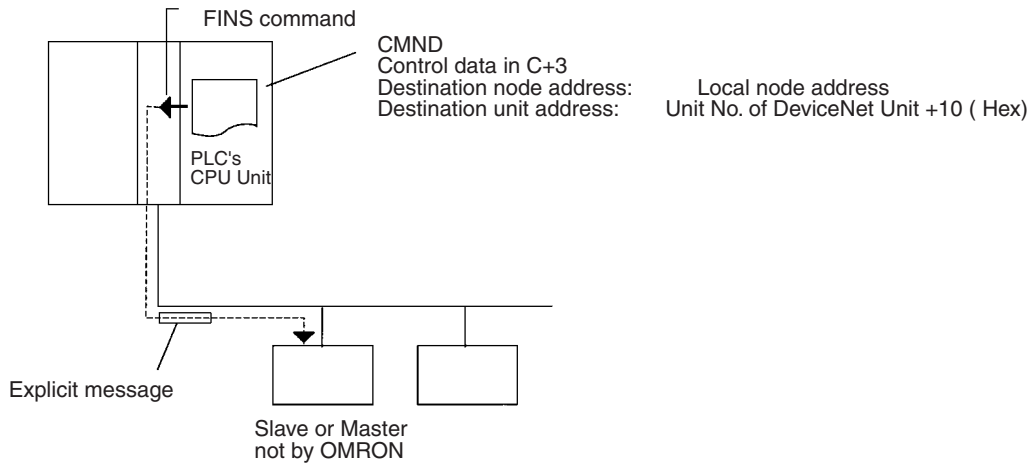 FINS command
CMND
Control data in C+3
Destination node address: Local node address
Destination unit address: Unit No. of DeviceNet Unit +10 ( Hex)
PLC's
CPU Unit
Explicit message
Slave or Master
not by OMRON